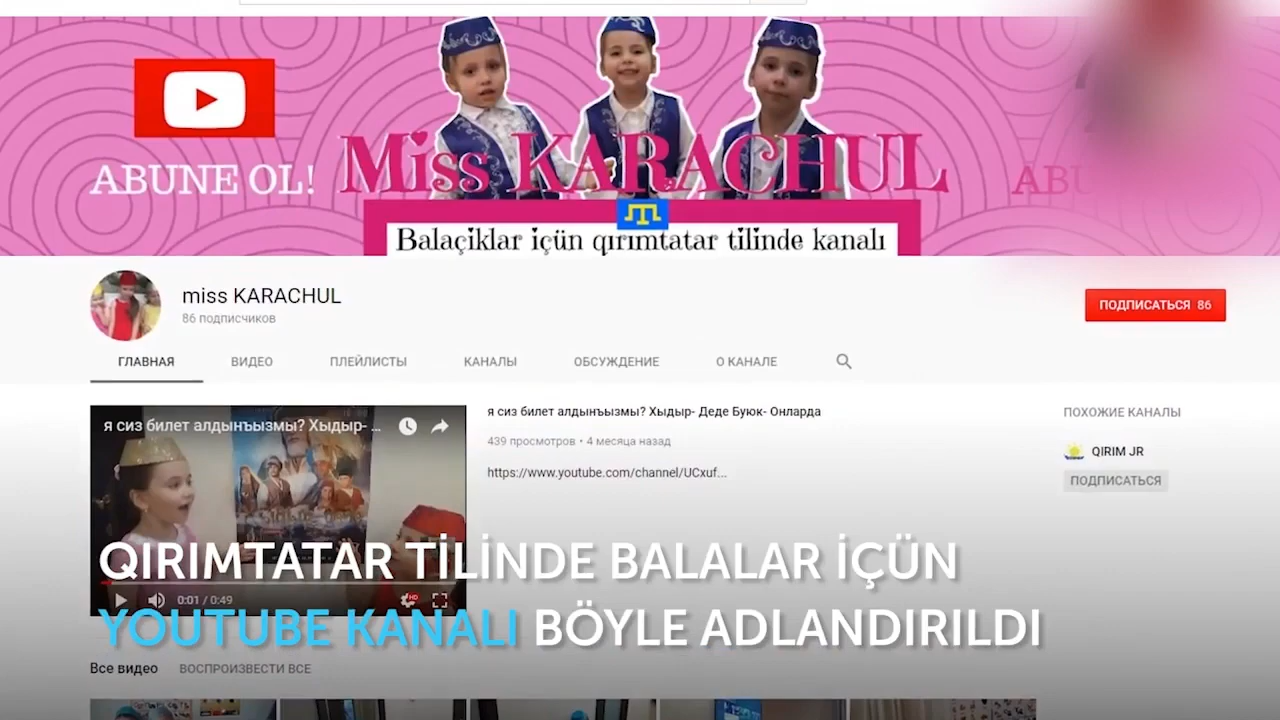 ABUNE OL!
Miss KARACHUL
Balaçiklar içün qırımtatar tilinde kanalı
miss KARACHUL
86 подписчиков
ПОДПИСАТЬСЯ 86
ГЛАВНАЯ ВИДЕО ПЛЕЙЛИСТЫ КАНАЛЫ ОБСУЖДЕНИЕ О КАНАЛЕ
я сиз билет алдынъызмы? Хыдыр- ...
я сиз билет алдынъызмы? Хыдыр- Деде Буюк- Онларда
439 просмотров • 4 месяца назад
https://www.youtube.com/channel/UCxuf...
ПОХОЖИЕ КАНАЛЫ
QIRIM JR
ПОДПИСАТЬСЯ
QIRIMTATAR TİLİNDE BALALAR İÇÜN
0:01 / 0:49
HD
YOUTUBE KANALI BÖYLE ADLANDIRILDI
Все видео ВОСПРОИЗВЕСТИ ВСЕ